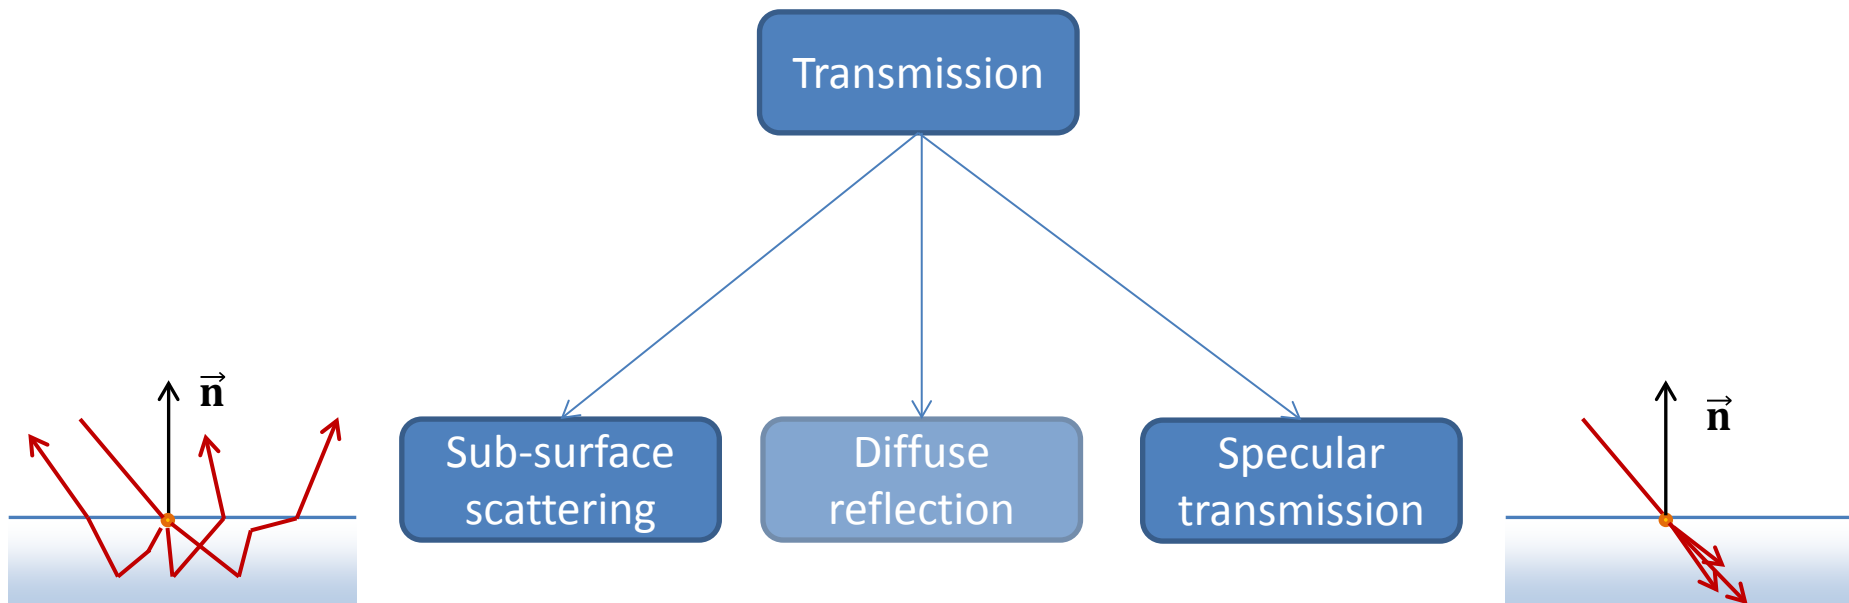 Transmission
n⃗
Sub-surface
scattering
Diffuse
reflection
Specular
transmission
n⃗